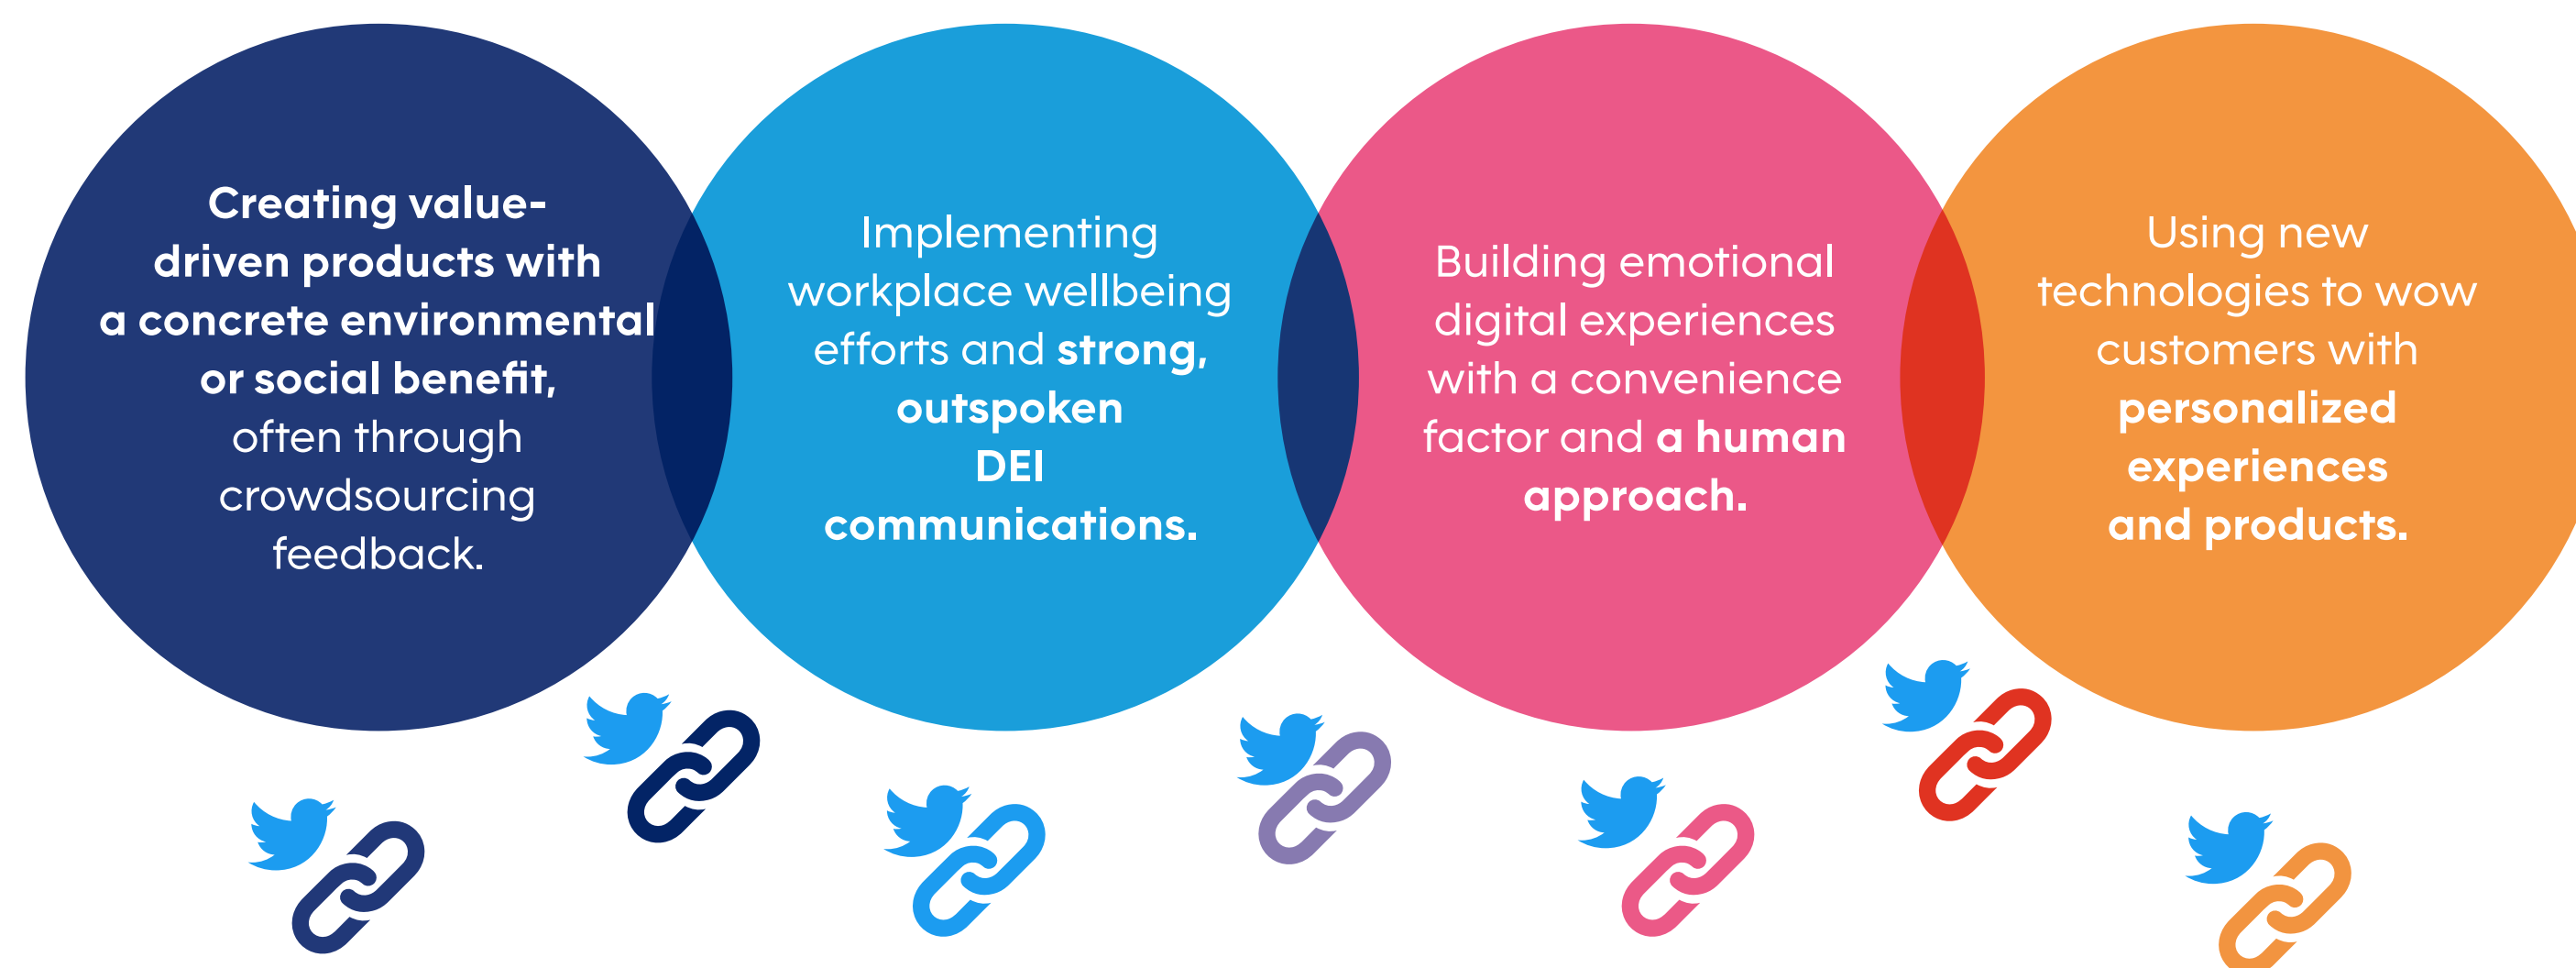 Creating value-
driven products with
a concrete environmental
or social benefit,
often through
crowdsourcing
feedback.
Implementing
workplace wellbeing
efforts and strong,
outspoken
DEI
communications.
Building emotional
digital experiences
with a convenience
factor and a human
approach.
Using new
technologies to wow
customers with
personalized
experiences
and products.